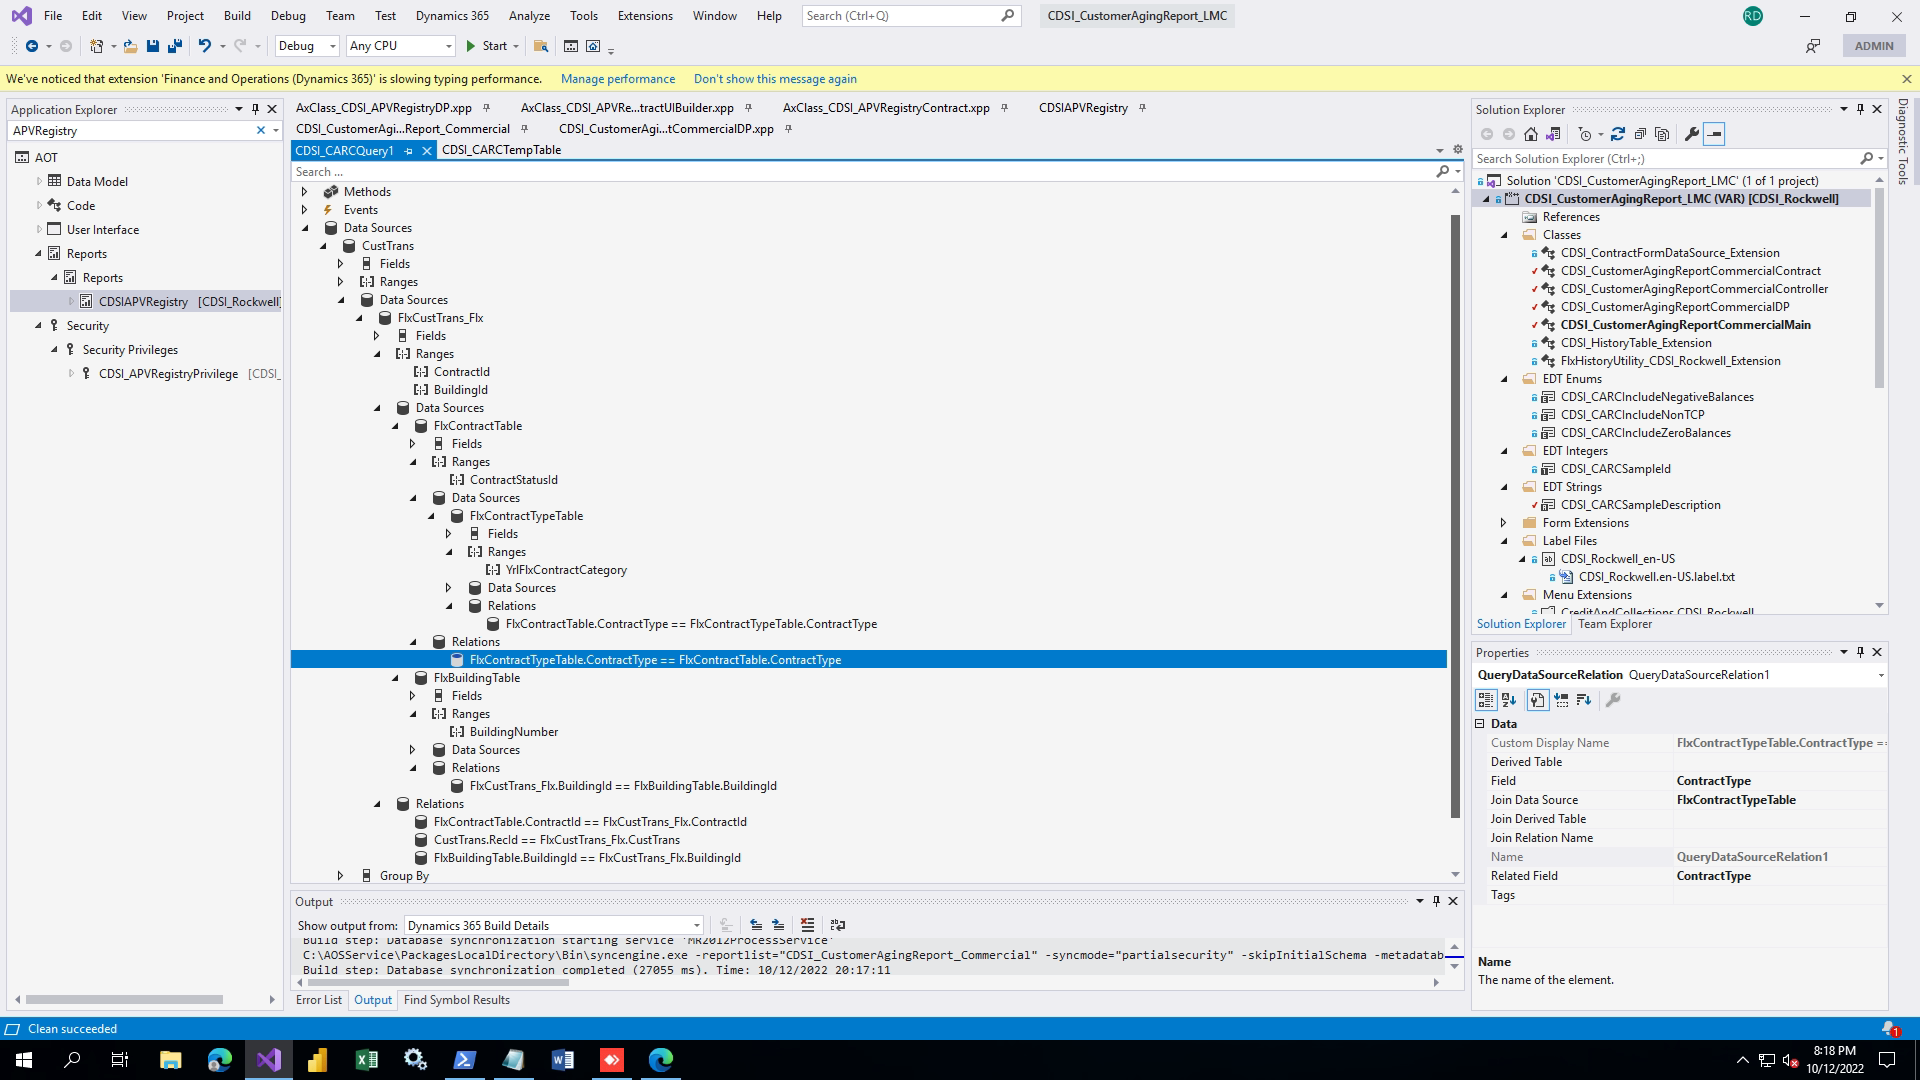 File Edit View Project Build Debug Team Test Dynamics 365 Analyze Tools Extensions Window Help Search (Ctrl+Q) CDSI_CustomerAgingReport_LMC RD
Debug Any CPU Start ADMIN
We've noticed that extension 'Finance and Operations (Dynamics 365)' is slowing typing performance. Manage performance Don't show this message again
Application Explorer
APVRegistry
AOT
Data Model
Code
User Interface
Reports
Reports
CDSIAPVRegistry [CDSI_Rockwell]
Security
Security Privileges
CDSI_APVRegistryPrivilege [CDSI_
AxClass_CDSI_APVRegistryDP.xpp AxClass_CDSI_APVRe...tractUIBuilder.xpp AxClass_CDSI_APVRegistryContract.xpp CDSIAPVRegistry
CDSI_CustomerAgi...Report_Commercial CDSI_CustomerAgi...tCommercialDP.xpp
CDSI_CARCQuery1 CDSI_CARCTempTable
Search ...
Methods
Events
Data Sources
CustTrans
Fields
Ranges
Data Sources
FlxCustTrans_Flx
Fields
Ranges
ContractId
BuildingId
Data Sources
FlxContractTable
Fields
Ranges
ContractStatusId
Data Sources
FlxContractTypeTable
Fields
Ranges
YrlFlxContractCategory
Data Sources
Relations
FlxContractTable.ContractType == FlxContractTypeTable.ContractType
Relations
FlxContractTypeTable.ContractType == FlxContractTable.ContractType
FlxBuildingTable
Fields
Ranges
BuildingNumber
Data Sources
Relations
FlxCustTrans_Flx.BuildingId == FlxBuildingTable.BuildingId
Relations
FlxContractTable.ContractId == FlxCustTrans_Flx.ContractId
CustTrans.RecId == FlxCustTrans_Flx.CustTrans
FlxBuildingTable.BuildingId == FlxCustTrans_Flx.BuildingId
Group By
Output
Show output from: Dynamics 365 Build Details
Build step: Database synchronization starting service 'MR2012ProcessService'
C:\AOSService\PackagesLocalDirectory\Bin\syncengine.exe -reportlist="CDSI_CustomerAgingReport_Commercial" -syncmode="partialsecurity" -skipInitialSchema -metadatab
Build step: Database synchronization completed (27055 ms). Time: 10/12/2022 20:17:11
Error List Output Find Symbol Results
Solution Explorer
Search Solution Explorer (Ctrl+;)
Solution 'CDSI_CustomerAgingReport_LMC' (1 of 1 project)
CDSI_CustomerAgingReport_LMC (VAR) [CDSI_Rockwell]
References
Classes
CDSI_ContractFormDataSource_Extension
CDSI_CustomerAgingReportCommercialContract
CDSI_CustomerAgingReportCommercialController
CDSI_CustomerAgingReportCommercialDP
CDSI_CustomerAgingReportCommercialMain
CDSI_HistoryTable_Extension
FlxHistoryUtility_CDSI_Rockwell_Extension
EDT Enums
CDSI_CARCIncludeNegativeBalances
CDSI_CARCIncludeNonTCP
CDSI_CARCIncludeZeroBalances
EDT Integers
CDSI_CARCSampleId
EDT Strings
CDSI_CARCSampleDescription
Form Extensions
Label Files
CDSI_Rockwell_en-US
CDSI_Rockwell.en-US.label.txt
Menu Extensions
CreditAndCollections.CDSI_Rockwell
Solution Explorer Team Explorer
Properties
QueryDataSourceRelation QueryDataSourceRelation1
Data
Custom Display Name FlxContractTypeTable.ContractType ==
Derived Table
Field ContractType
Join Data Source FlxContractTypeTable
Join Derived Table
Join Relation Name
Name QueryDataSourceRelation1
Related Field ContractType
Tags
Name
The name of the element.
Diagnostic Tools
Clean succeeded
1
8:18 PM
10/12/2022